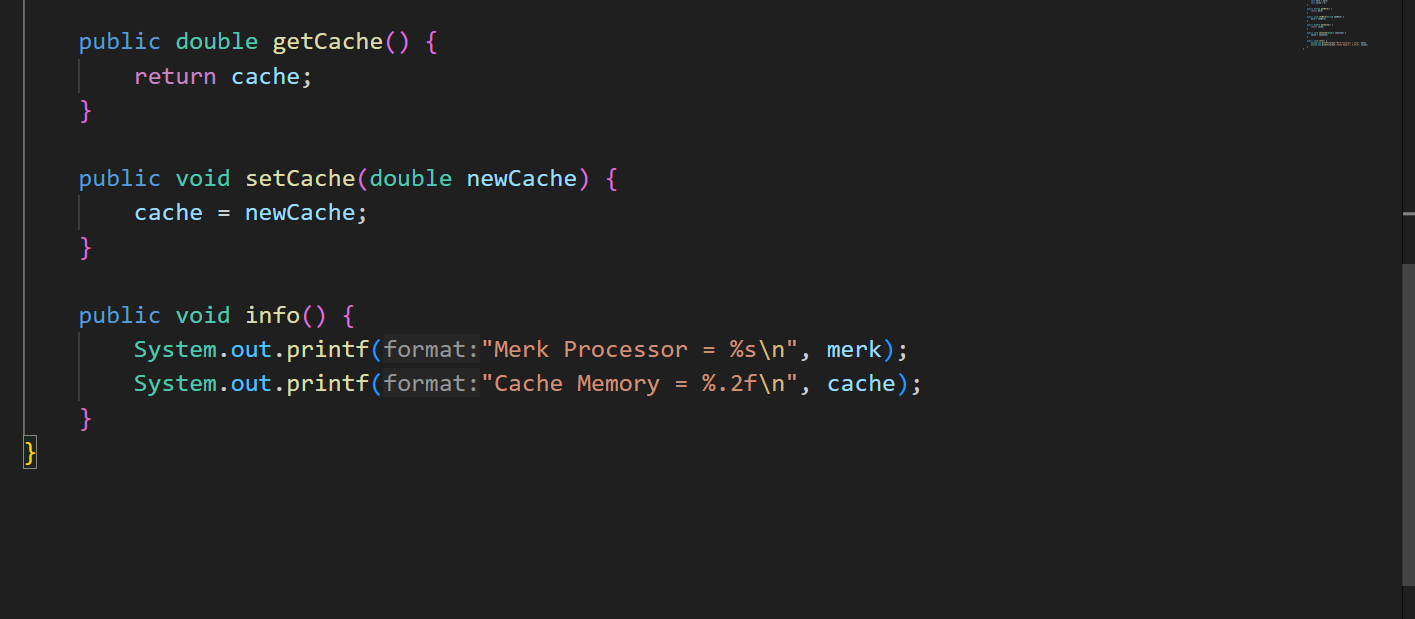 public double getCache() {
return cache;
}
public void setCache(double newCache) {
cache = newCache;
}
public void info() {
System.out.printf(format:"Merk Processor = %s\n", merk);
System.out.printf(format:"Cache Memory = %.2f\n", cache);
}
}